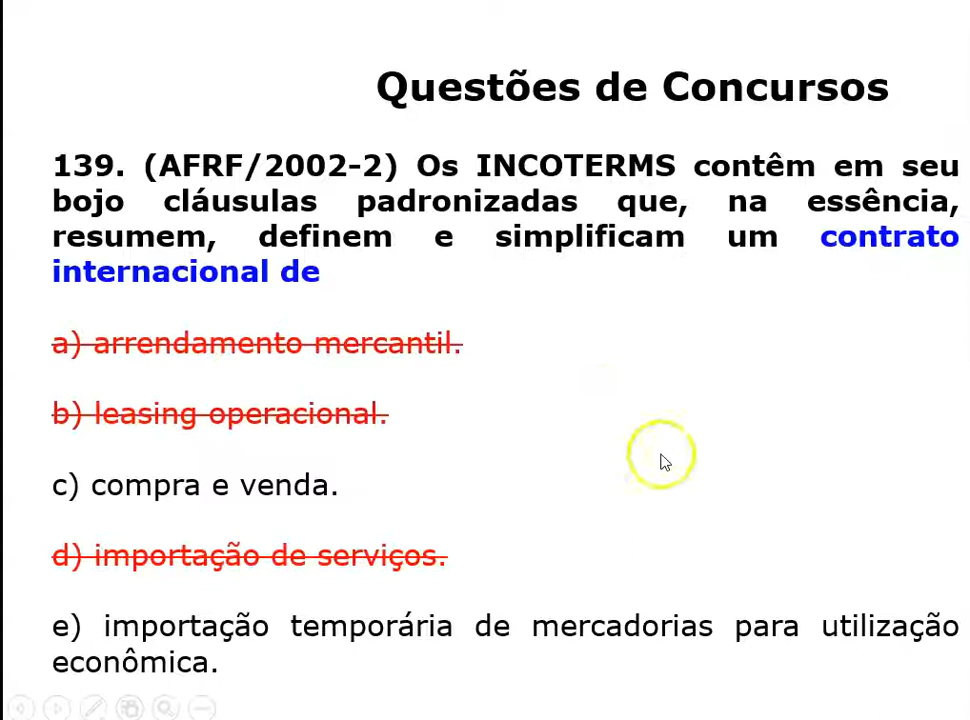 Questões de Concursos
139. (AFRF/2002-2) Os INCOTERMS contêm em seu
bojo cláusulas padronizadas que, na essência,
resumem, definem e simplificam um contrato
internacional de
a) arrendamento mercantil.
b) leasing operacional.
c) compra e venda.
d) importação de serviços.
e) importação temporária de mercadorias para utilização
econômica.